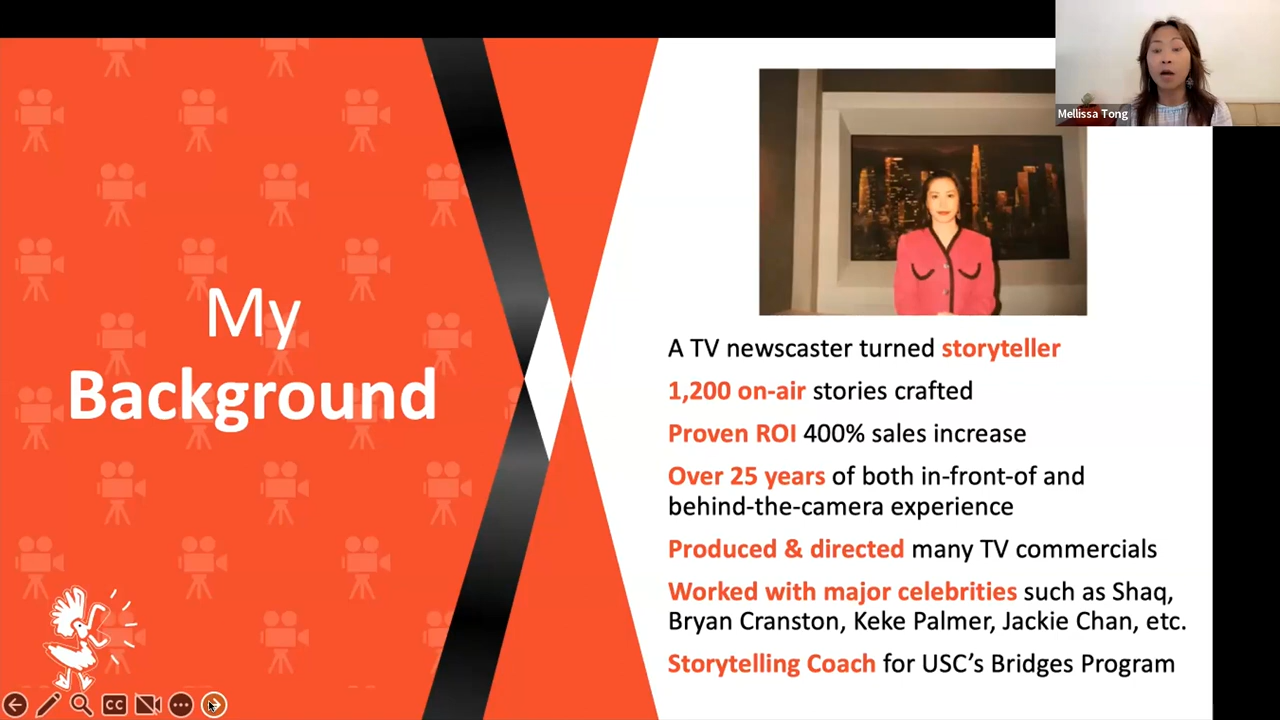 Mellissa Tong
My
Background
A TV newscaster turned storyteller
1,200 on-air stories crafted
Proven ROI 400% sales increase
Over 25 years of both in-front-of and
behind-the-camera experience
Produced & directed many TV commercials
Worked with major celebrities such as Shaq,
Bryan Cranston, Keke Palmer, Jackie Chan, etc.
Storytelling Coach for USC’s Bridges Program
CC